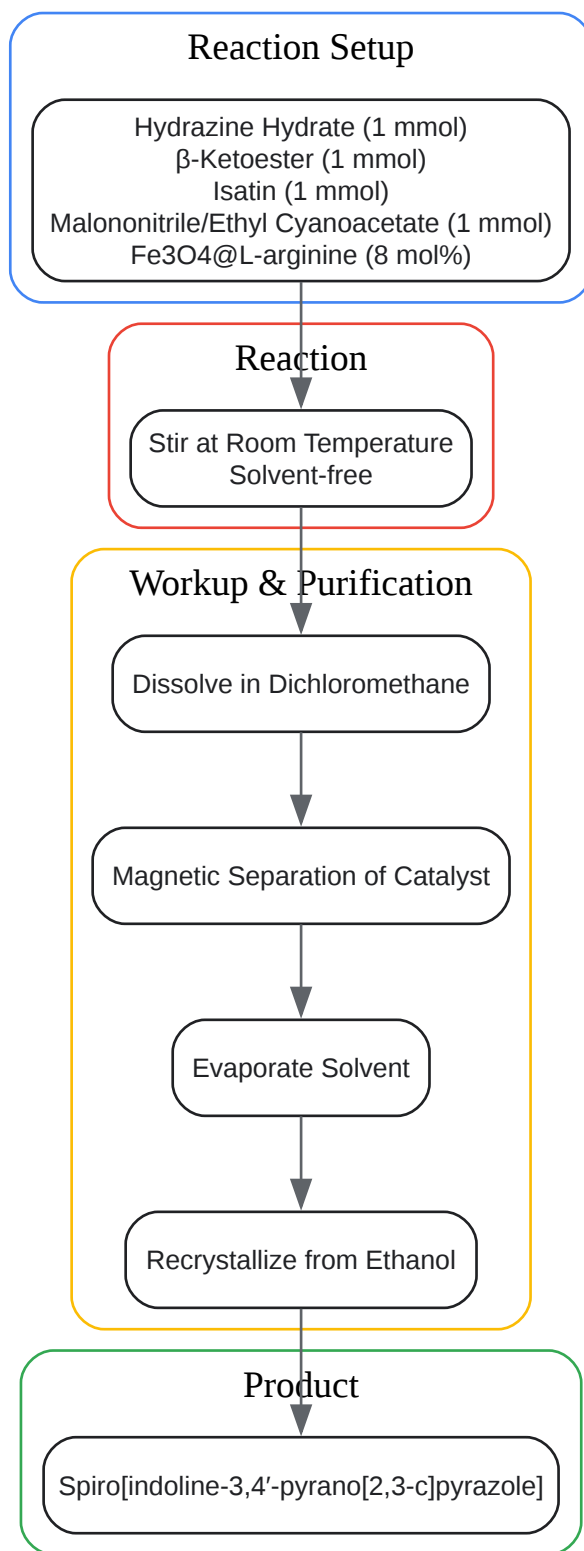 Reaction Setup
Hydrazine Hydrate (1 mmol)
β-Ketoester (1 mmol)
Isatin (1 mmol)
Malononitrile/Ethyl Cyanoacetate (1 mmol)
Fe3O4@L-arginine (8 mol%)
Reaction
Stir at Room Temperature
Solvent-free
Workup & Purification
Dissolve in Dichloromethane
Magnetic Separation of Catalyst
Evaporate Solvent
Recrystallize from Ethanol
Product
Spiro[indoline-3,4′-pyrano[2,3-c]pyrazole]